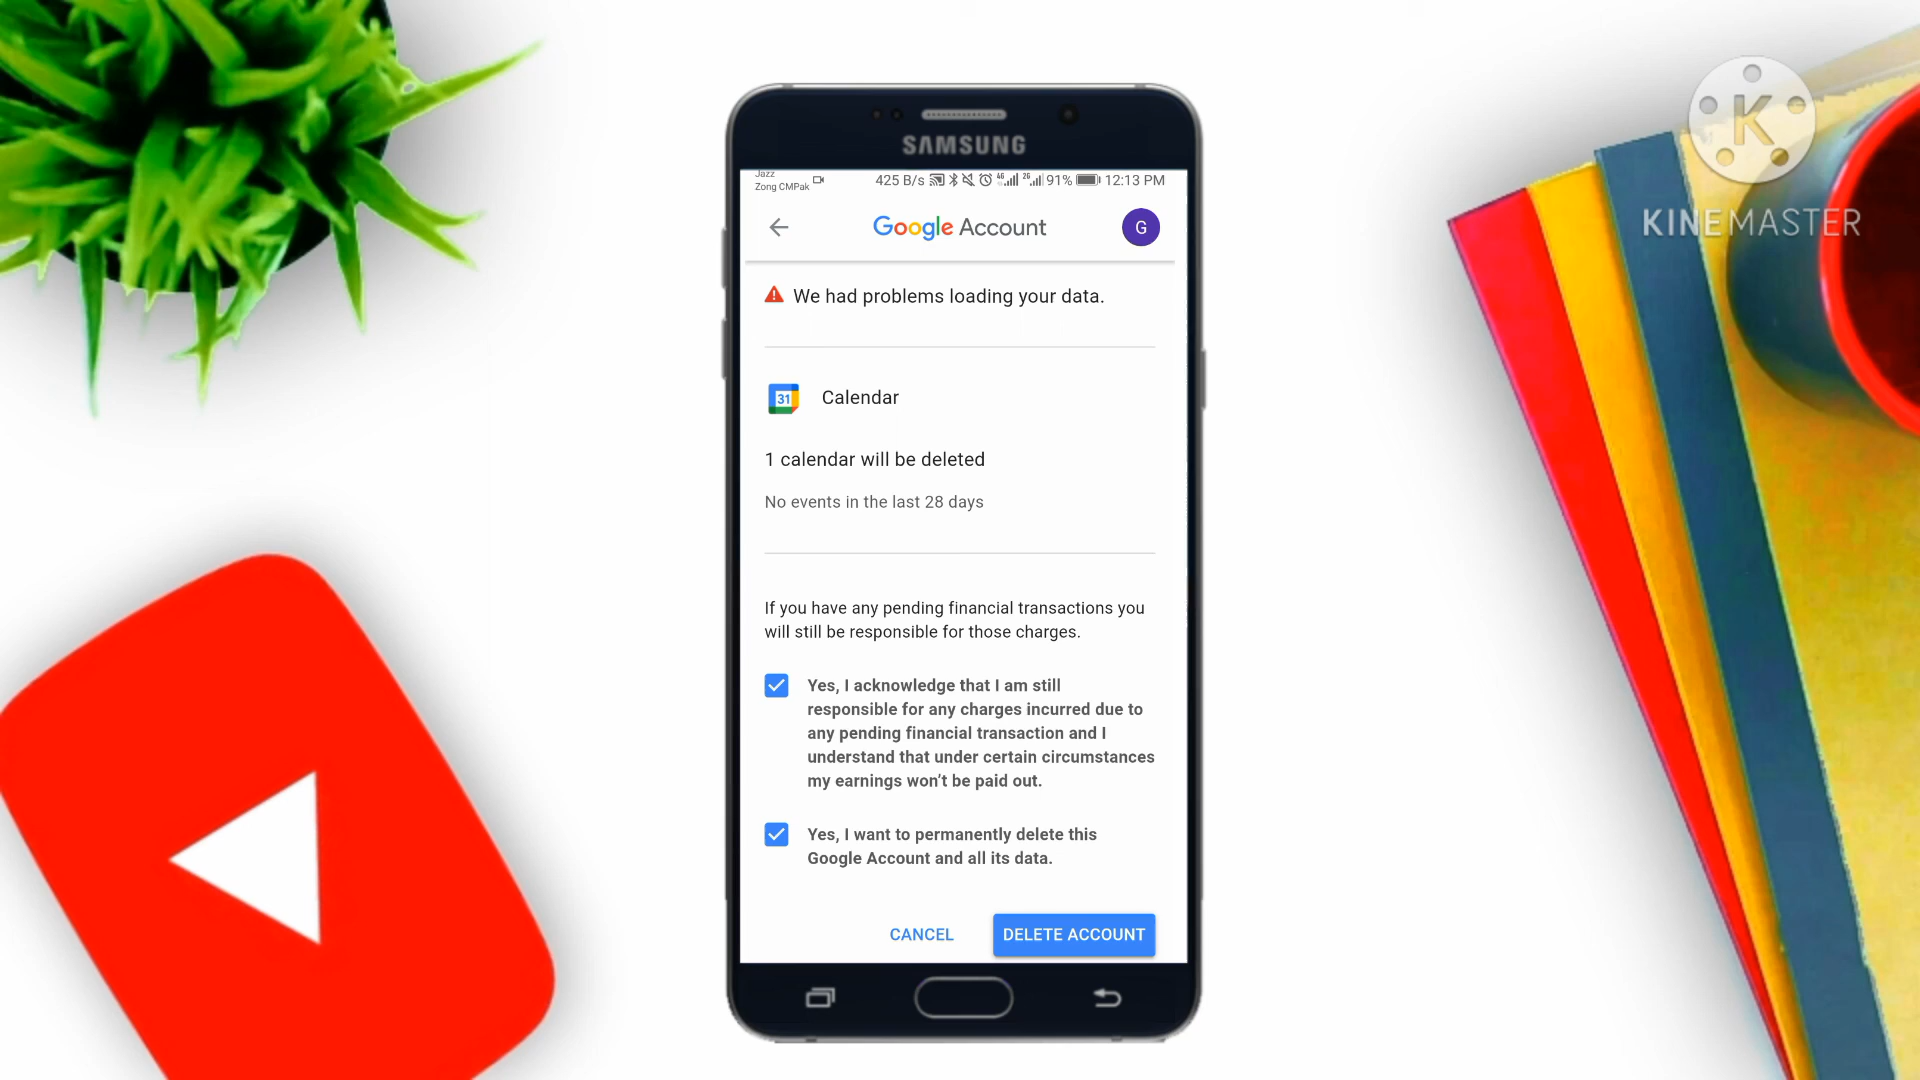 SAMSUNG
Jazz
Zong CMPak
425 B/s 4G 2G 91% 12:13 PM
Google Account
G
We had problems loading your data.
31
Calendar
1 calendar will be deleted
No events in the last 28 days
If you have any pending financial transactions you
will still be responsible for those charges.
Yes, I acknowledge that I am still
responsible for any charges incurred due to
any pending financial transaction and I
understand that under certain circumstances
my earnings won't be paid out.
Yes, I want to permanently delete this
Google Account and all its data.
CANCEL
DELETE ACCOUNT
K
KINEMASTER